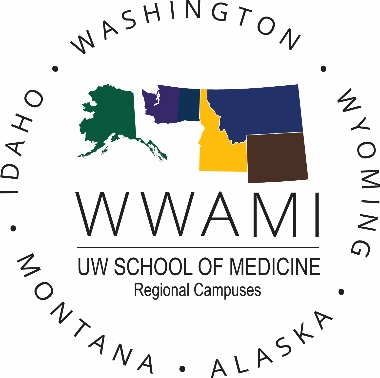 WASHINGTON • WYOMING • ALASKA • MONTANA • IDAHO •
WWAMI
UW SCHOOL OF MEDICINE
Regional Campuses